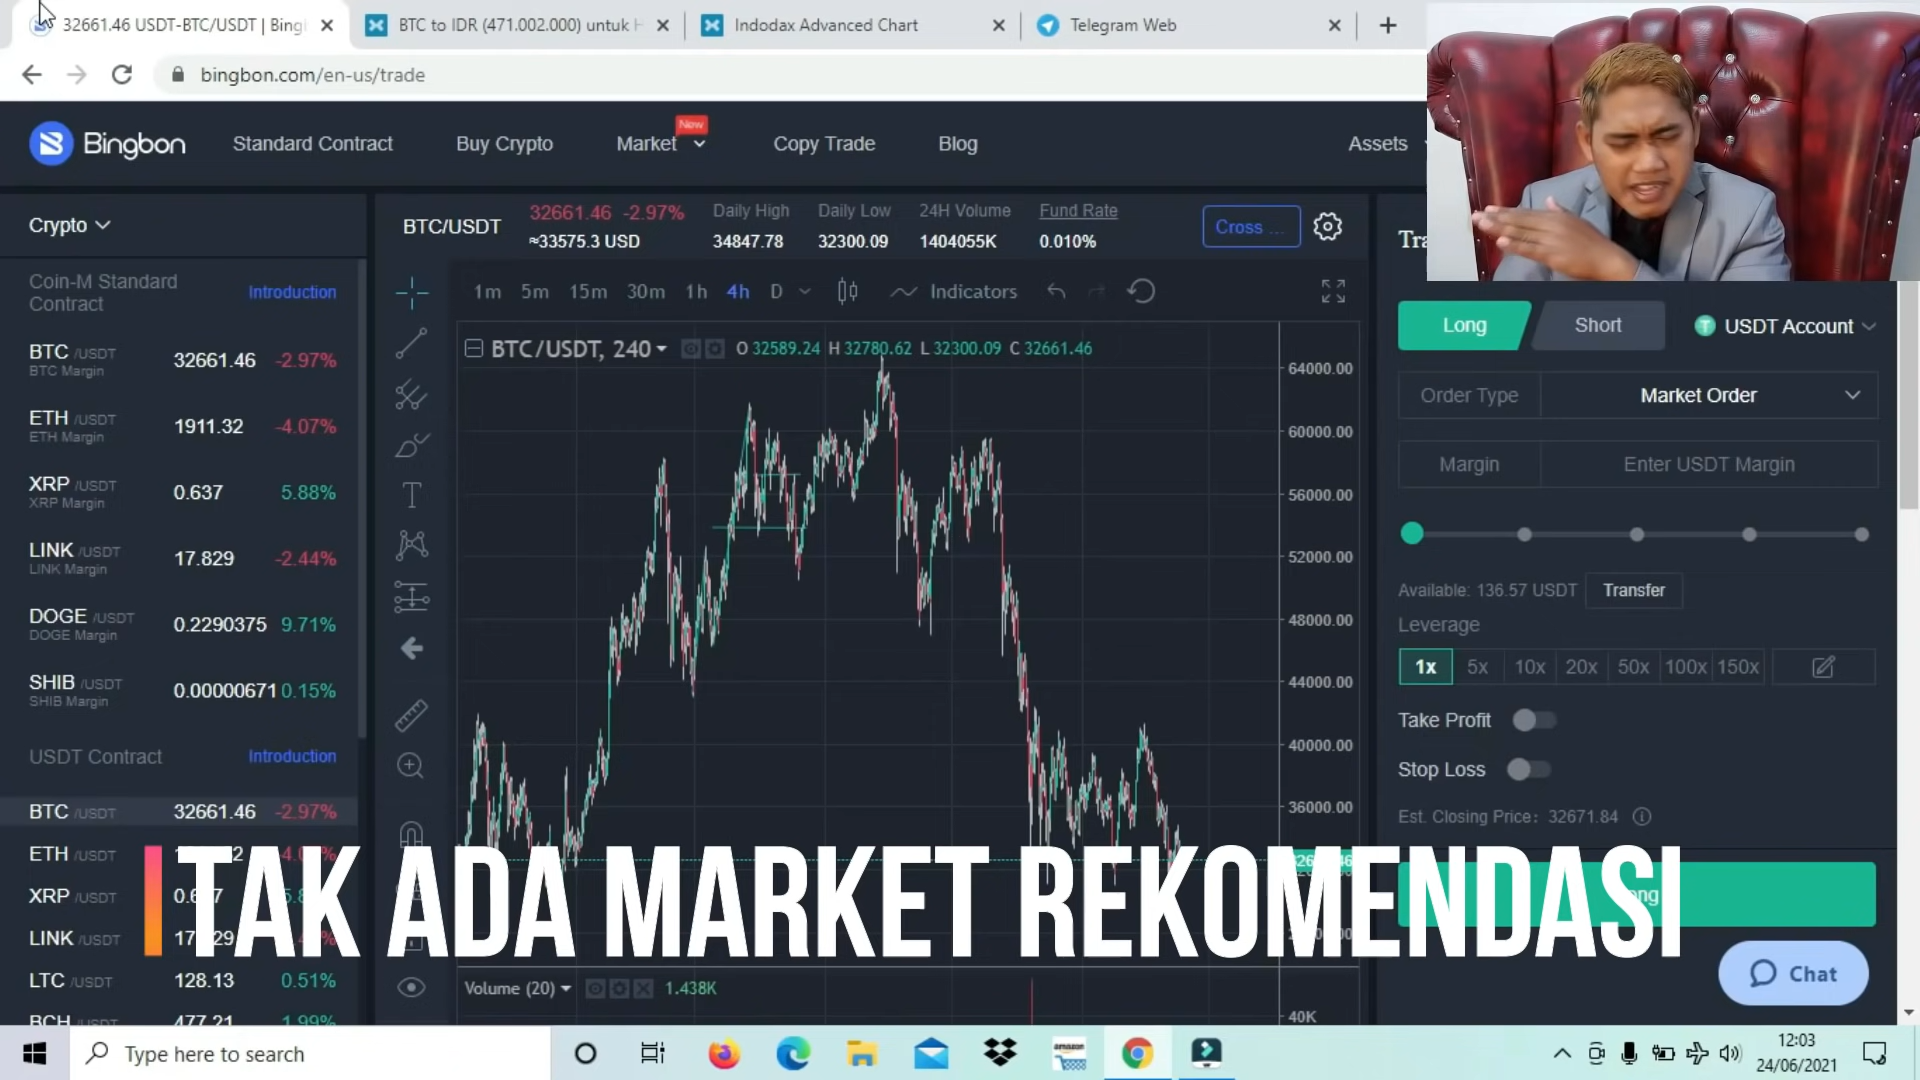 32661.46 USDT-BTC/USDT | Bing
BTC to IDR (471.002.000) untuk
Indodax Advanced Chart
Telegram Web
bingbon.com/en-us/trade
Bingbon
Standard Contract
Buy Crypto
Market
New
Copy Trade
Blog
Assets
Crypto
Coin-M Standard
Contract
Introduction
BTC /USDT 32661.46 -2.97%
BTC Margin
ETH /USDT 1911.32 -4.07%
ETH Margin
XRP /USDT 0.637 5.88%
XRP Margin
LINK /USDT 17.829 -2.44%
LINK Margin
DOGE /USDT 0.2290375 9.71%
DOGE Margin
SHIB /USDT 0.00000671 0.15%
SHIB Margin
USDT Contract Introduction
BTC /USDT 32661.46 -2.97%
ETH /USDT
XRP /USDT
LINK /USDT
LTC /USDT 128.13 0.51%
BCH /USDT 477.21 1.99%
BTC/USDT
32661.46 -2.97%
≈33575.3 USD
Daily High
34847.78
Daily Low
32300.09
24H Volume
1404055K
Fund Rate
0.010%
Cross ...
1m 5m 15m 30m 1h 4h D
Indicators
BTC/USDT, 240 O 32589.24 H 32780.62 L 32300.09 C 32661.46
64000.00
60000.00
56000.00
52000.00
48000.00
44000.00
40000.00
36000.00
Volume (20) 1.438K
40K
Long
Short
USDT Account
Order Type
Market Order
Margin
Enter USDT Margin
Available: 136.57 USDT
Transfer
Leverage
1x 5x 10x 20x 50x 100x 150x
Take Profit
Stop Loss
Est. Closing Price: 32671.84
Chat
TAK ADA MARKET REKOMENDASI
Type here to search
amazon
12:03
24/06/2021